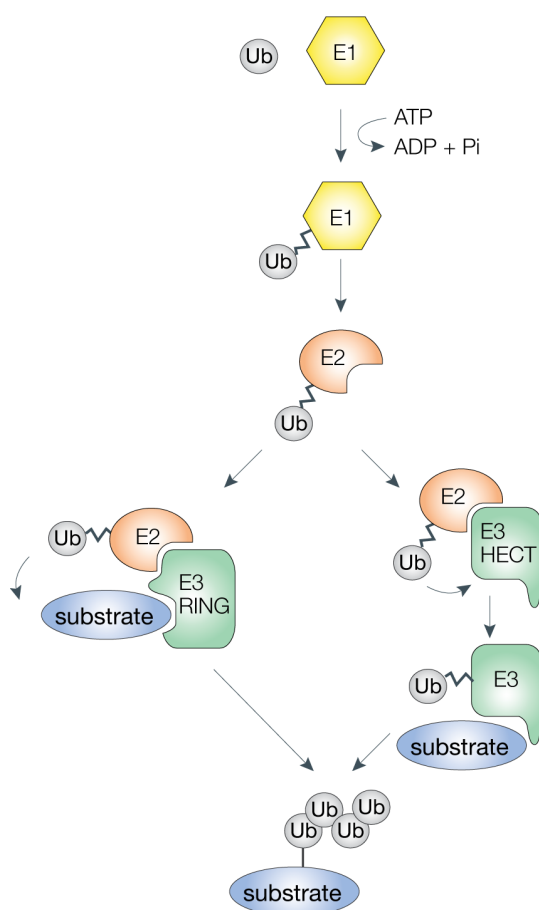 Ub
E1
ATP
ADP + Pi
E1
Ub
E2
Ub
Ub
E2
E3
RING
substrate
E2
Ub
E3
HECT
Ub
E3
substrate
Ub
Ub
Ub
Ub
substrate